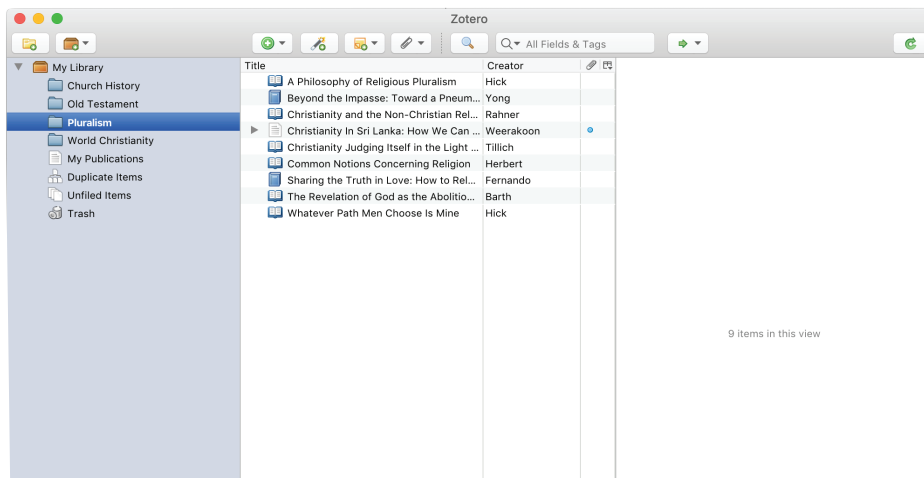 Zotero
All Fields & Tags
My Library
Church History
Old Testament
Pluralism
World Christianity
My Publications
Duplicate Items
Unfiled Items
Trash
Title Creator
A Philosophy of Religious Pluralism Hick
Beyond the Impasse: Toward a Pneum... Yong
Christianity and the Non-Christian Rel... Rahner
Christianity In Sri Lanka: How We Can ... Weerakoon
Christianity Judging Itself in the Light ... Tillich
Common Notions Concerning Religion Herbert
Sharing the Truth in Love: How to Rel... Fernando
The Revelation of God as the Abolitio... Barth
Whatever Path Men Choose Is Mine Hick
9 items in this view